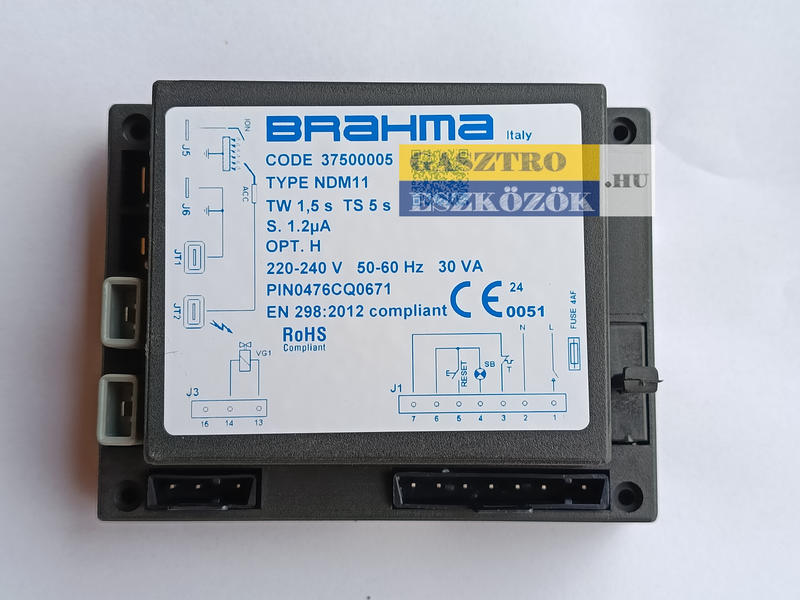 BRAHMA Italy
CODE 37500005
TYPE NDM11
TW 1,5 s TS 5 s
S. 1.2µA
OPT. H
220-240 V 50-60 Hz 30 VA
PIN0476CQ0671
EN 298:2012 compliant
CE 24
0051
RoHS
Compliant
GASZTRO
ESZKÖZÖK
.HU
J5
ION
J6
ACC
JT1
JT2
VG1
J3
16 14 13
J1
RESET
SB
T
N
L
FUSE 4AF
7 6 5 4 3 2 1